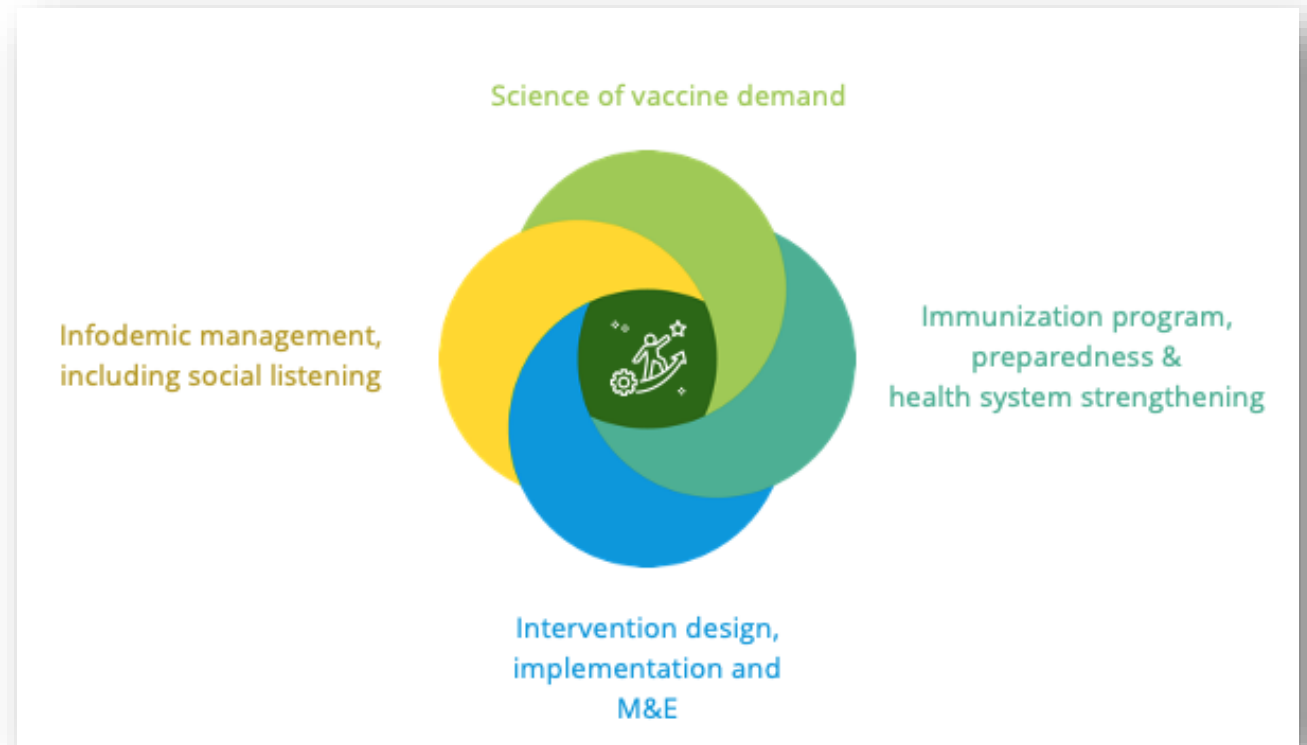 Science of vaccine demand
Infodemic management,
including social listening
Immunization program,
preparedness &
health system strengthening
Intervention design,
implementation and
M&E